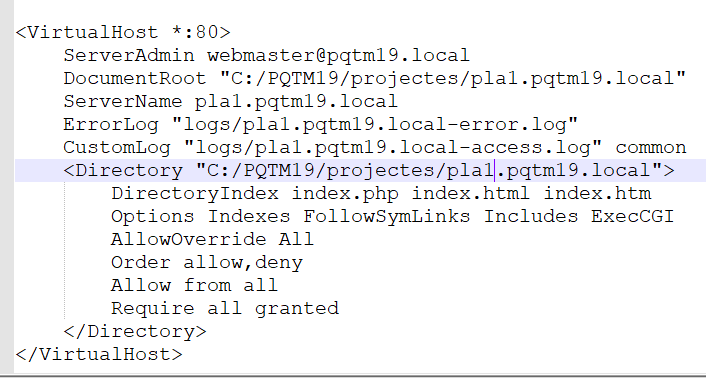 <VirtualHost *:80>
    ServerAdmin webmaster@pqtm19.local
    DocumentRoot "C:/PQTM19/projectes/pla1.pqtm19.local"
    ServerName pla1.pqtm19.local
    ErrorLog "logs/pla1.pqtm19.local-error.log"
    CustomLog "logs/pla1.pqtm19.local-access.log" common
    <Directory "C:/PQTM19/projectes/pla1.pqtm19.local">
        DirectoryIndex index.php index.html index.htm
        Options Indexes FollowSymLinks Includes ExecCGI
        AllowOverride All
        Order allow,deny
        Allow from all
        Require all granted
    </Directory>
</VirtualHost>